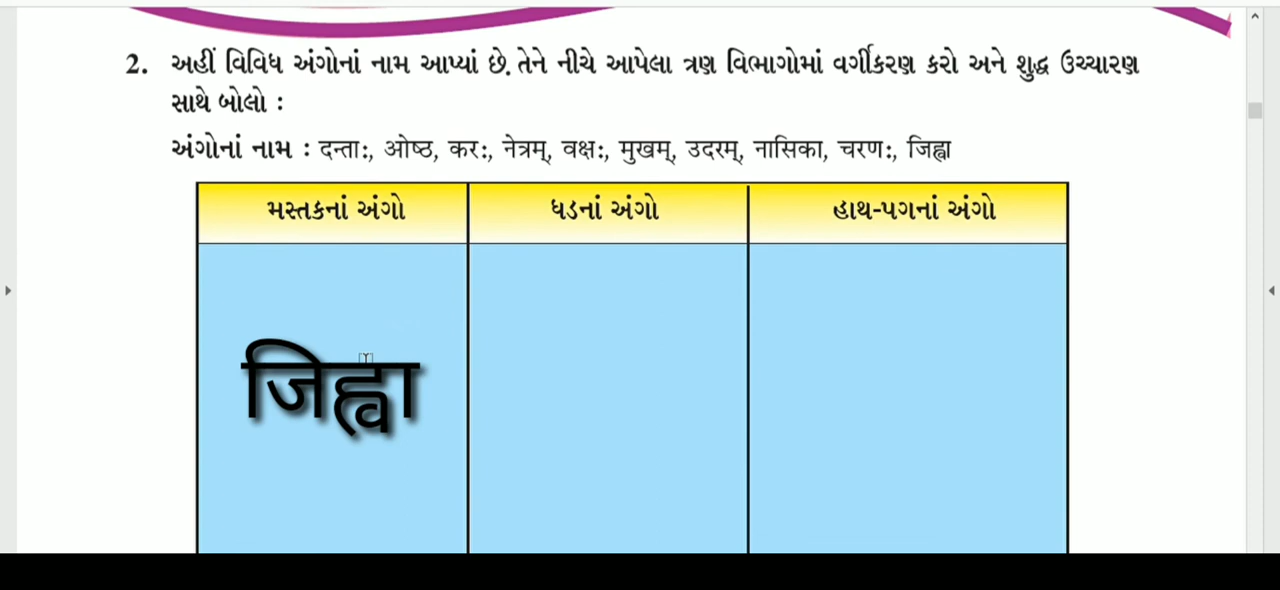 2. અહીં વિવિધ અંગોનાં નામ આપ્યાં છે. તેને નીચે આપેલા ત્રણ વિભાગોમાં વર્ગીકરણ કરો અને શુદ્ધ ઉચ્ચારણ
સાથે બોલો :
અંગોનાં નામ : दन्ताः, ओष्ठ, करः, नेत्रम्, वक्षः, मुखम्, उदरम्, नासिका, चरणः, जिह्वा
મસ્તકનાં અંગો ધડનાં અંગો હાથ-પગનાં અંગો
जिह्वा